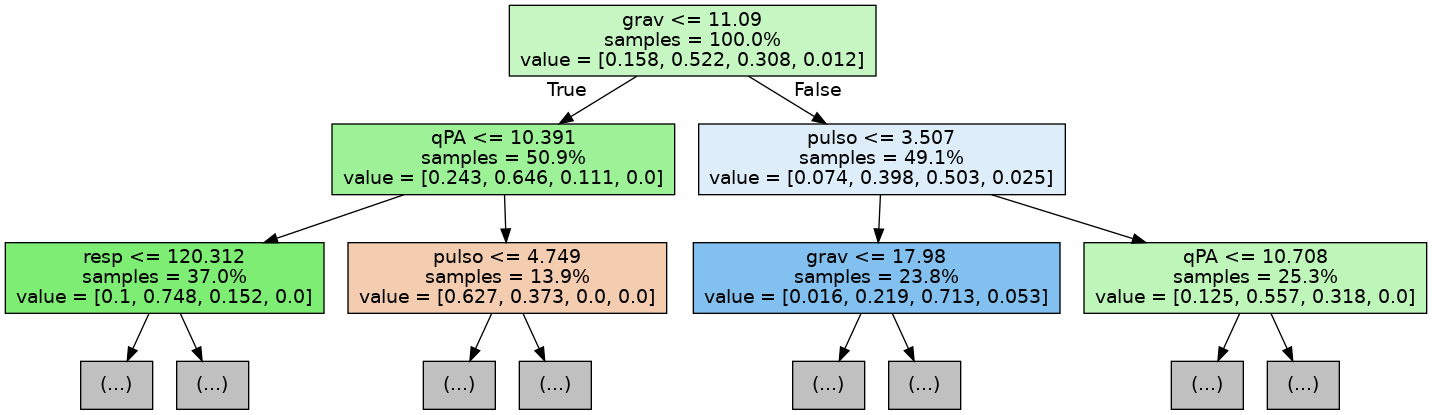 grav <= 11.09
samples = 100.0%
value = [0.158, 0.522, 0.308, 0.012]
True
False
qPA <= 10.391
samples = 50.9%
value = [0.243, 0.646, 0.111, 0.0]
pulso <= 3.507
samples = 49.1%
value = [0.074, 0.398, 0.503, 0.025]
resp <= 120.312
samples = 37.0%
value = [0.1, 0.748, 0.152, 0.0]
pulso <= 4.749
samples = 13.9%
value = [0.627, 0.373, 0.0, 0.0]
grav <= 17.98
samples = 23.8%
value = [0.016, 0.219, 0.713, 0.053]
qPA <= 10.708
samples = 25.3%
value = [0.125, 0.557, 0.318, 0.0]
(...)
(...)
(...)
(...)
(...)
(...)
(...)
(...)